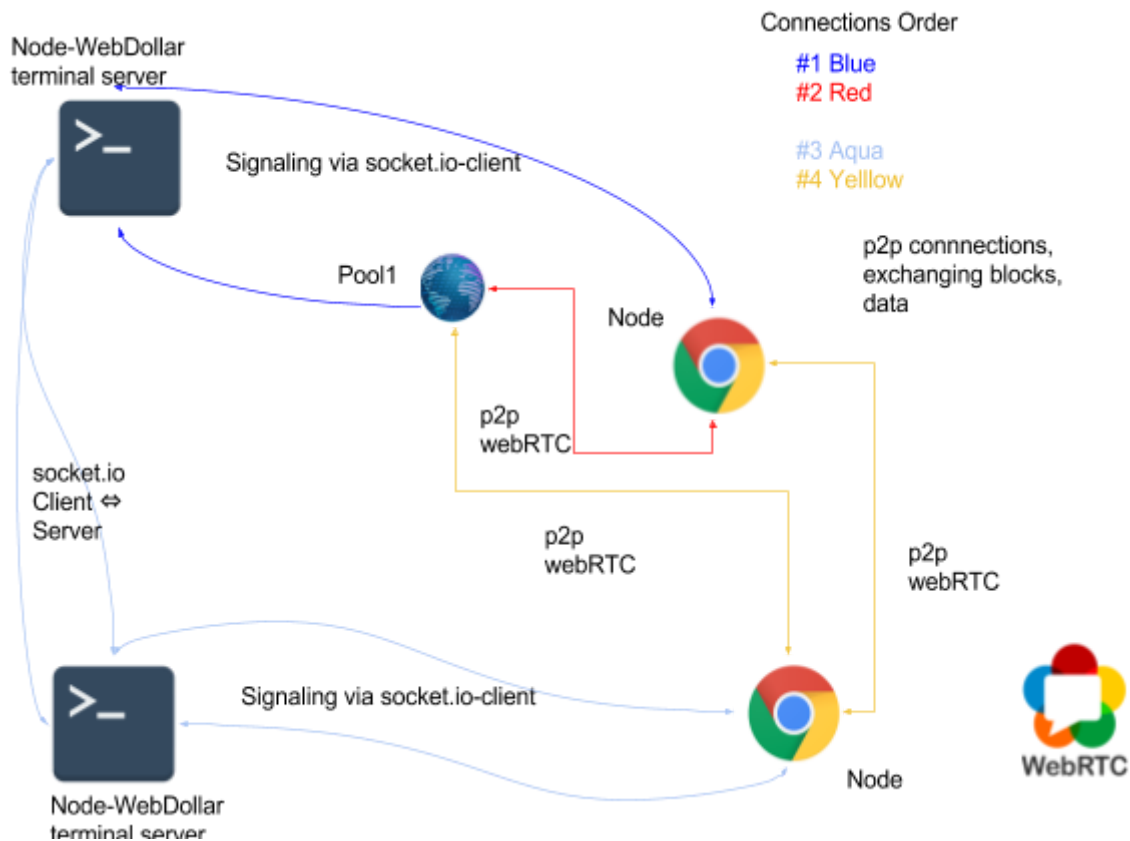 Connections Order
#1 Blue
#2 Red
#3 Aqua
#4 Yelllow
Node-WebDollar
terminal server
>_
Signaling via socket.io-client
Pool1
Node
p2p connnections,
exchanging blocks,
data
p2p
webRTC
socket.io
Client ⇔
Server
p2p
webRTC
p2p
webRTC
>_
Signaling via socket.io-client
Node
WebRTC
Node-WebDollar
terminal server